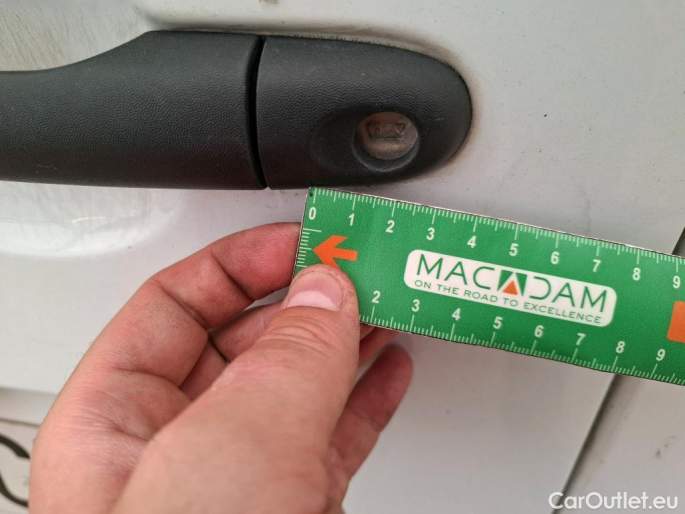 0 1 2 3 4 5 6 7 8 9
MACADAM
ON THE ROAD TO EXCELLENCE
2 3 4 5 6 7 8 9
CarOutlet.eu